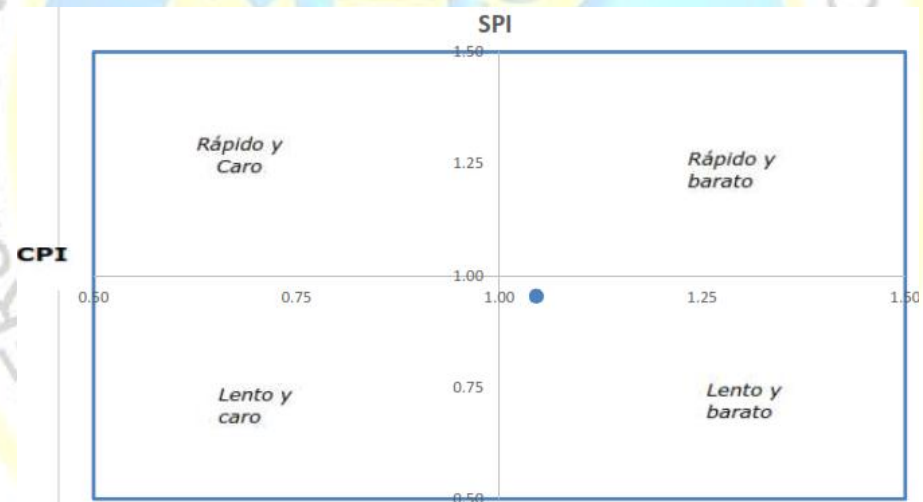 SPI
1.50
Rápido y
Caro
1.25
Rápido y
barato
CPI
1.00
0.50
0.75
1.00
1.25
1.50
0.75
Lento y
caro
Lento y
barato
0.50